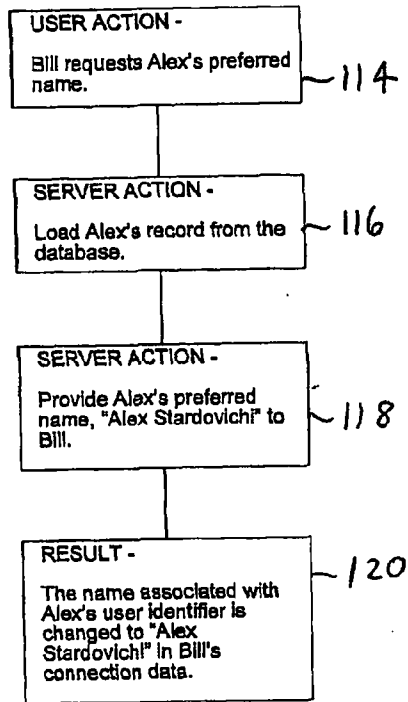 USER ACTION -
Bill requests Alex's preferred
name.
114
SERVER ACTION -
Load Alex's record from the
database.
116
SERVER ACTION -
Provide Alex's preferred
name, "Alex Stardovichi" to
Bill.
118
RESULT -
The name associated with
Alex's user identifier is
changed to "Alex
Stardovichi" in Bill's
connection data.
120